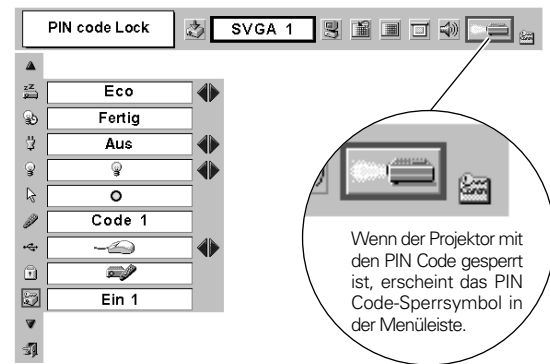 PIN code Lock
SVGA 1
Eco
Fertig
Aus
Code 1
Ein 1
Wenn der Projektor mit
den PIN Code gesperrt
ist, erscheint das PIN
Code-Sperrsymbol in
der Menüleiste.